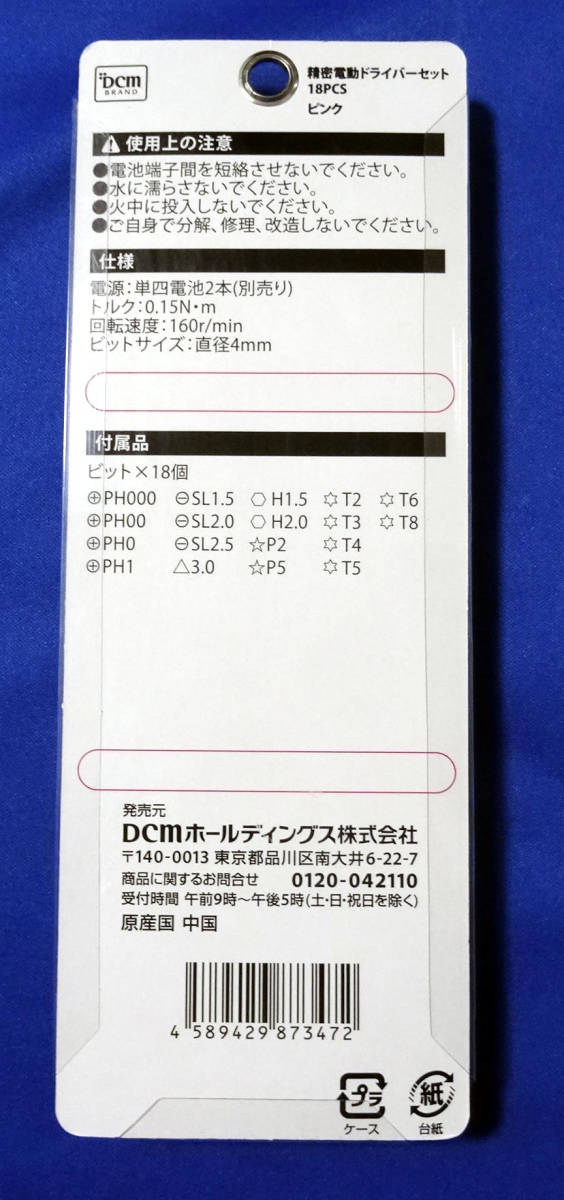 DCM
BRAND
精密電動ドライバーセット
18PCS
ピンク
使用上の注意
●電池端子間を短絡させないでください。
●水に濡らさないでください。
●火中に投入しないでください。
●ご自身で分解、修理、改造しないでください。
仕様
電源:単四電池2本(別売り)
トルク:0.15N・m
回転速度:160r/min
ビットサイズ:直径4mm
付属品
ビット×18個
⊕PH000 ⊖SL1.5 ⬡H1.5 ✡T2 ✡T6
⊕PH00 ⊖SL2.0 ⬡H2.0 ✡T3 ✡T8
⊕PH0 ⊖SL2.5 ☆P2 ✡T4
⊕PH1 △3.0 ☆P5 ✡T5
発売元
DCMホールディングス株式会社
〒140-0013 東京都品川区南大井6-22-7
商品に関するお問合せ 0120-042110
受付時間 午前9時～午後5時(土・日・祝日を除く)
原産国 中国
4 589429 873472
プラ
ケース
紙
台紙